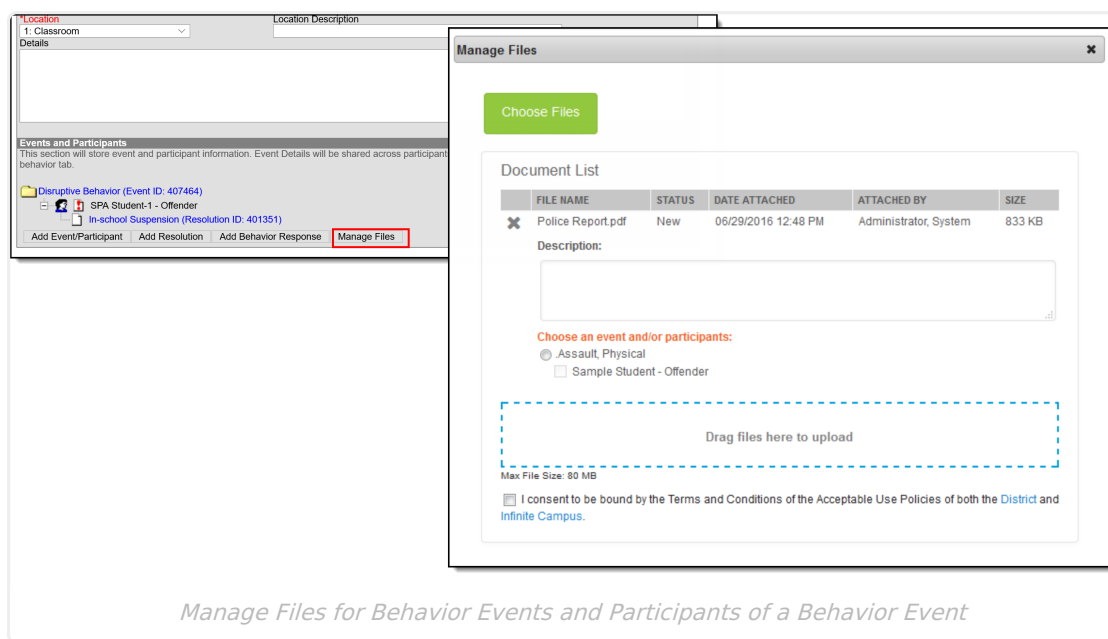 *Location Location Description
1: Classroom
Details
Events and Participants
This section will store event and participant information. Event Details will be shared across participant
behavior tab.
Disruptive Behavior (Event ID: 407464)
SPA Student-1 - Offender
In-school Suspension (Resolution ID: 401351)
Add Event/Participant Add Resolution Add Behavior Response Manage Files
Manage Files
Choose Files
Document List
FILE NAME STATUS DATE ATTACHED ATTACHED BY SIZE
Police Report.pdf New 06/29/2016 12:48 PM Administrator, System 833 KB
Description:
Choose an event and/or participants:
.Assault, Physical
Sample Student - Offender
Drag files here to upload
Max File Size: 80 MB
I consent to be bound by the Terms and Conditions of the Acceptable Use Policies of both the District and
Infinite Campus.
Manage Files for Behavior Events and Participants of a Behavior Event